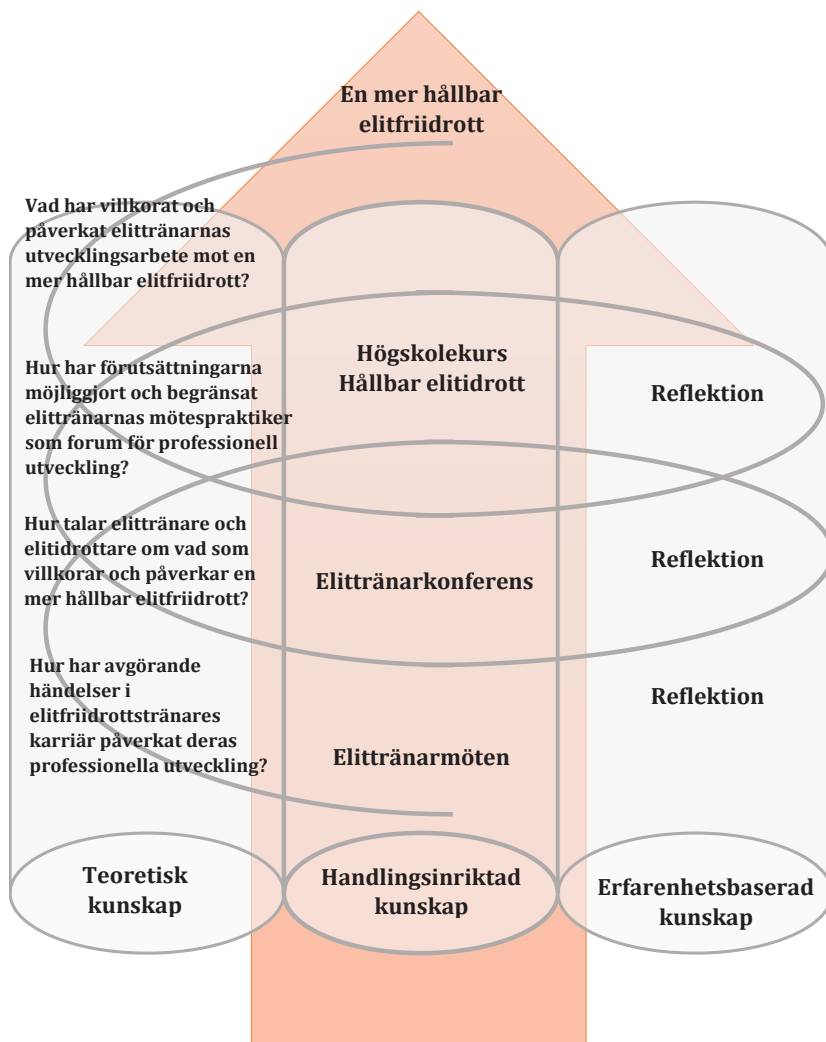 En mer hållbar
elitfriidrott
Vad har villkorat och
påverkat elittränarnas
utvecklingsarbete mot en
mer hållbar elitfriidrott?
Högskolekurs
Hållbar elitidrott
Hur har förutsättningarna
möjliggjort och begränsat
elittränarnas mötespraktiker
som forum för professionell
utveckling?
Reflektion
Hur talar elittränare och
elitidrottare om vad som
villkorar och påverkar en
mer hållbar elitfriidrott?
Elittränarkonferens
Reflektion
Hur har avgörande
händelser i
elitfriidrottstränares
karriär påverkat deras
professionella utveckling?
Elittränarmöten
Reflektion
Teoretisk
kunskap
Handlingsinriktad
kunskap
Erfarenhetsbaserad
kunskap